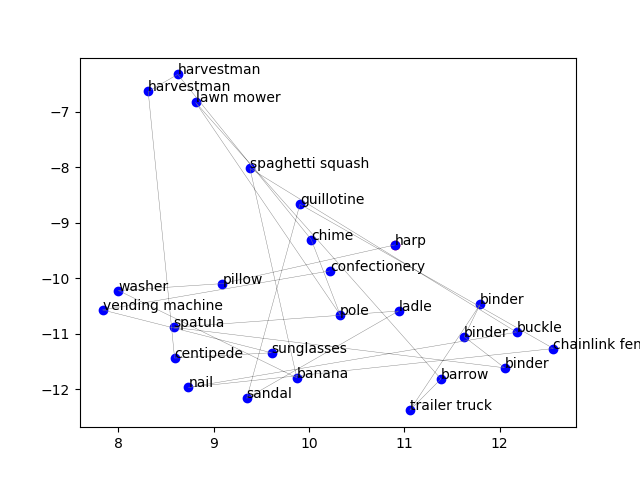 harvestman
harvestman
lawn mower
spaghetti squash
guillotine
chime
harp
confectionery
washer
pillow
vending machine
binder
pole
ladle
spatula
binder
buckle
centipede
sunglasses
chainlink fen
binder
nail
banana
barrow
sandal
trailer truck
−7
−8
−9
−10
−11
−12
8 9 10 11 12